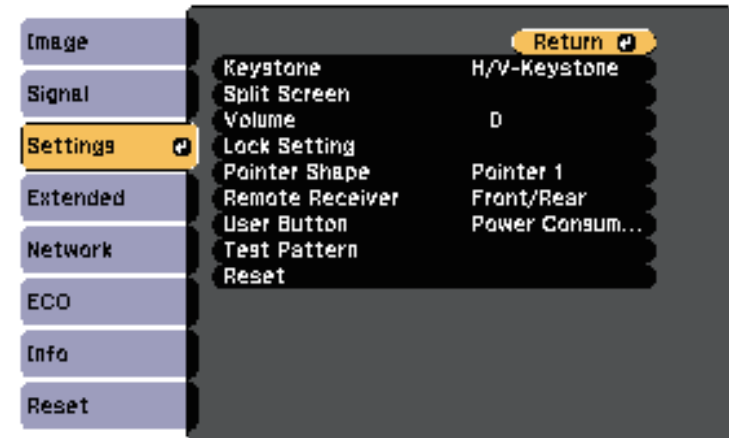 Image
Signal
Settings
Extended
Network
ECO
Info
Reset
Return
Keystone H/V-Keystone
Split Screen
Volume 0
Lock Setting
Pointer Shape Pointer 1
Remote Receiver Front/Rear
User Button Power Consum...
Test Pattern
Reset